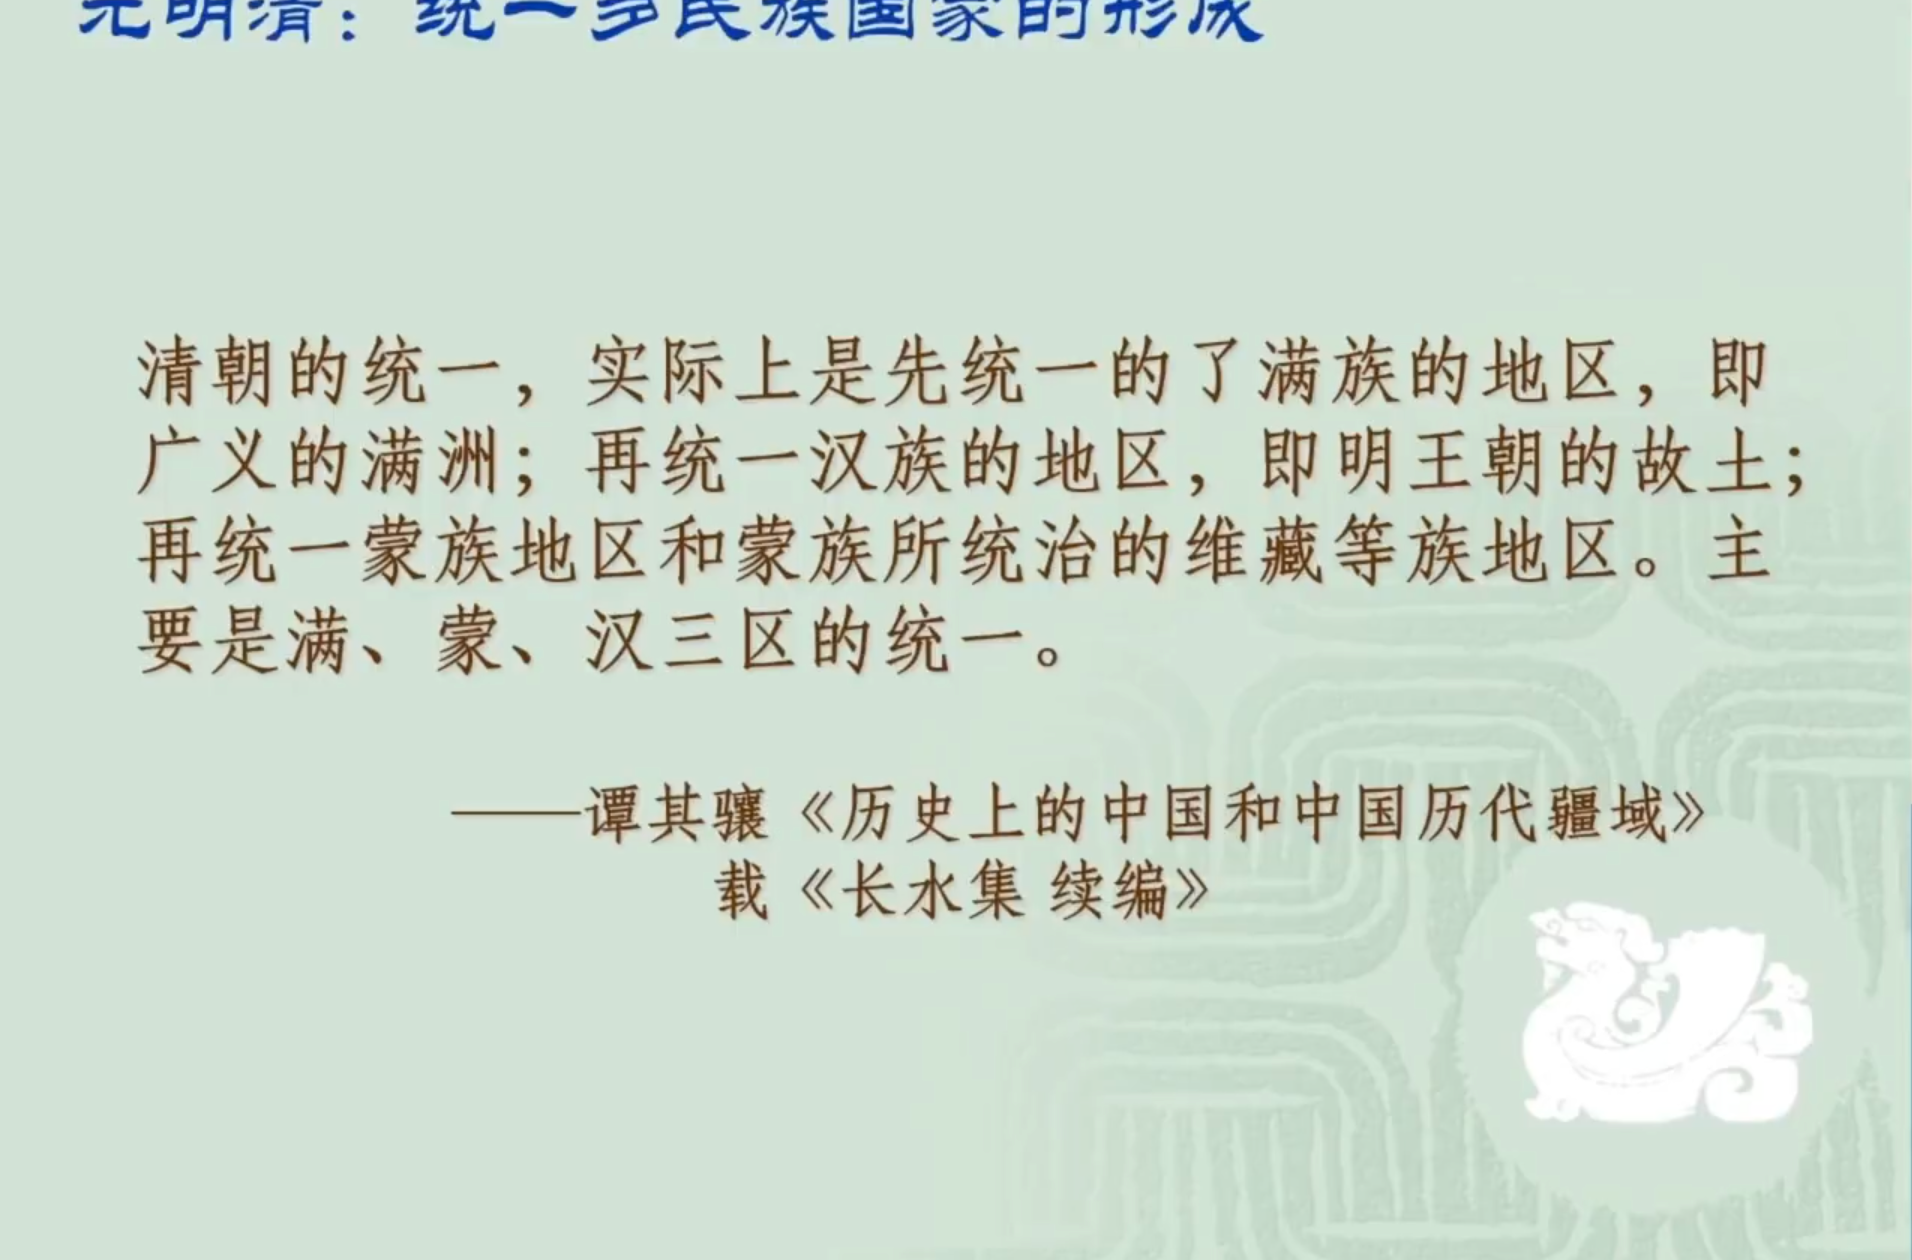 元明清：统一多民族国家的形成
清朝的统一，实际上是先统一的了满族的地区，即
广义的满洲；再统一汉族的地区，即明王朝的故土；
再统一蒙族地区和蒙族所统治的维藏等族地区。主
要是满、蒙、汉三区的统一。
——谭其骧《历史上的中国和中国历代疆域》
载《长水集 续编》